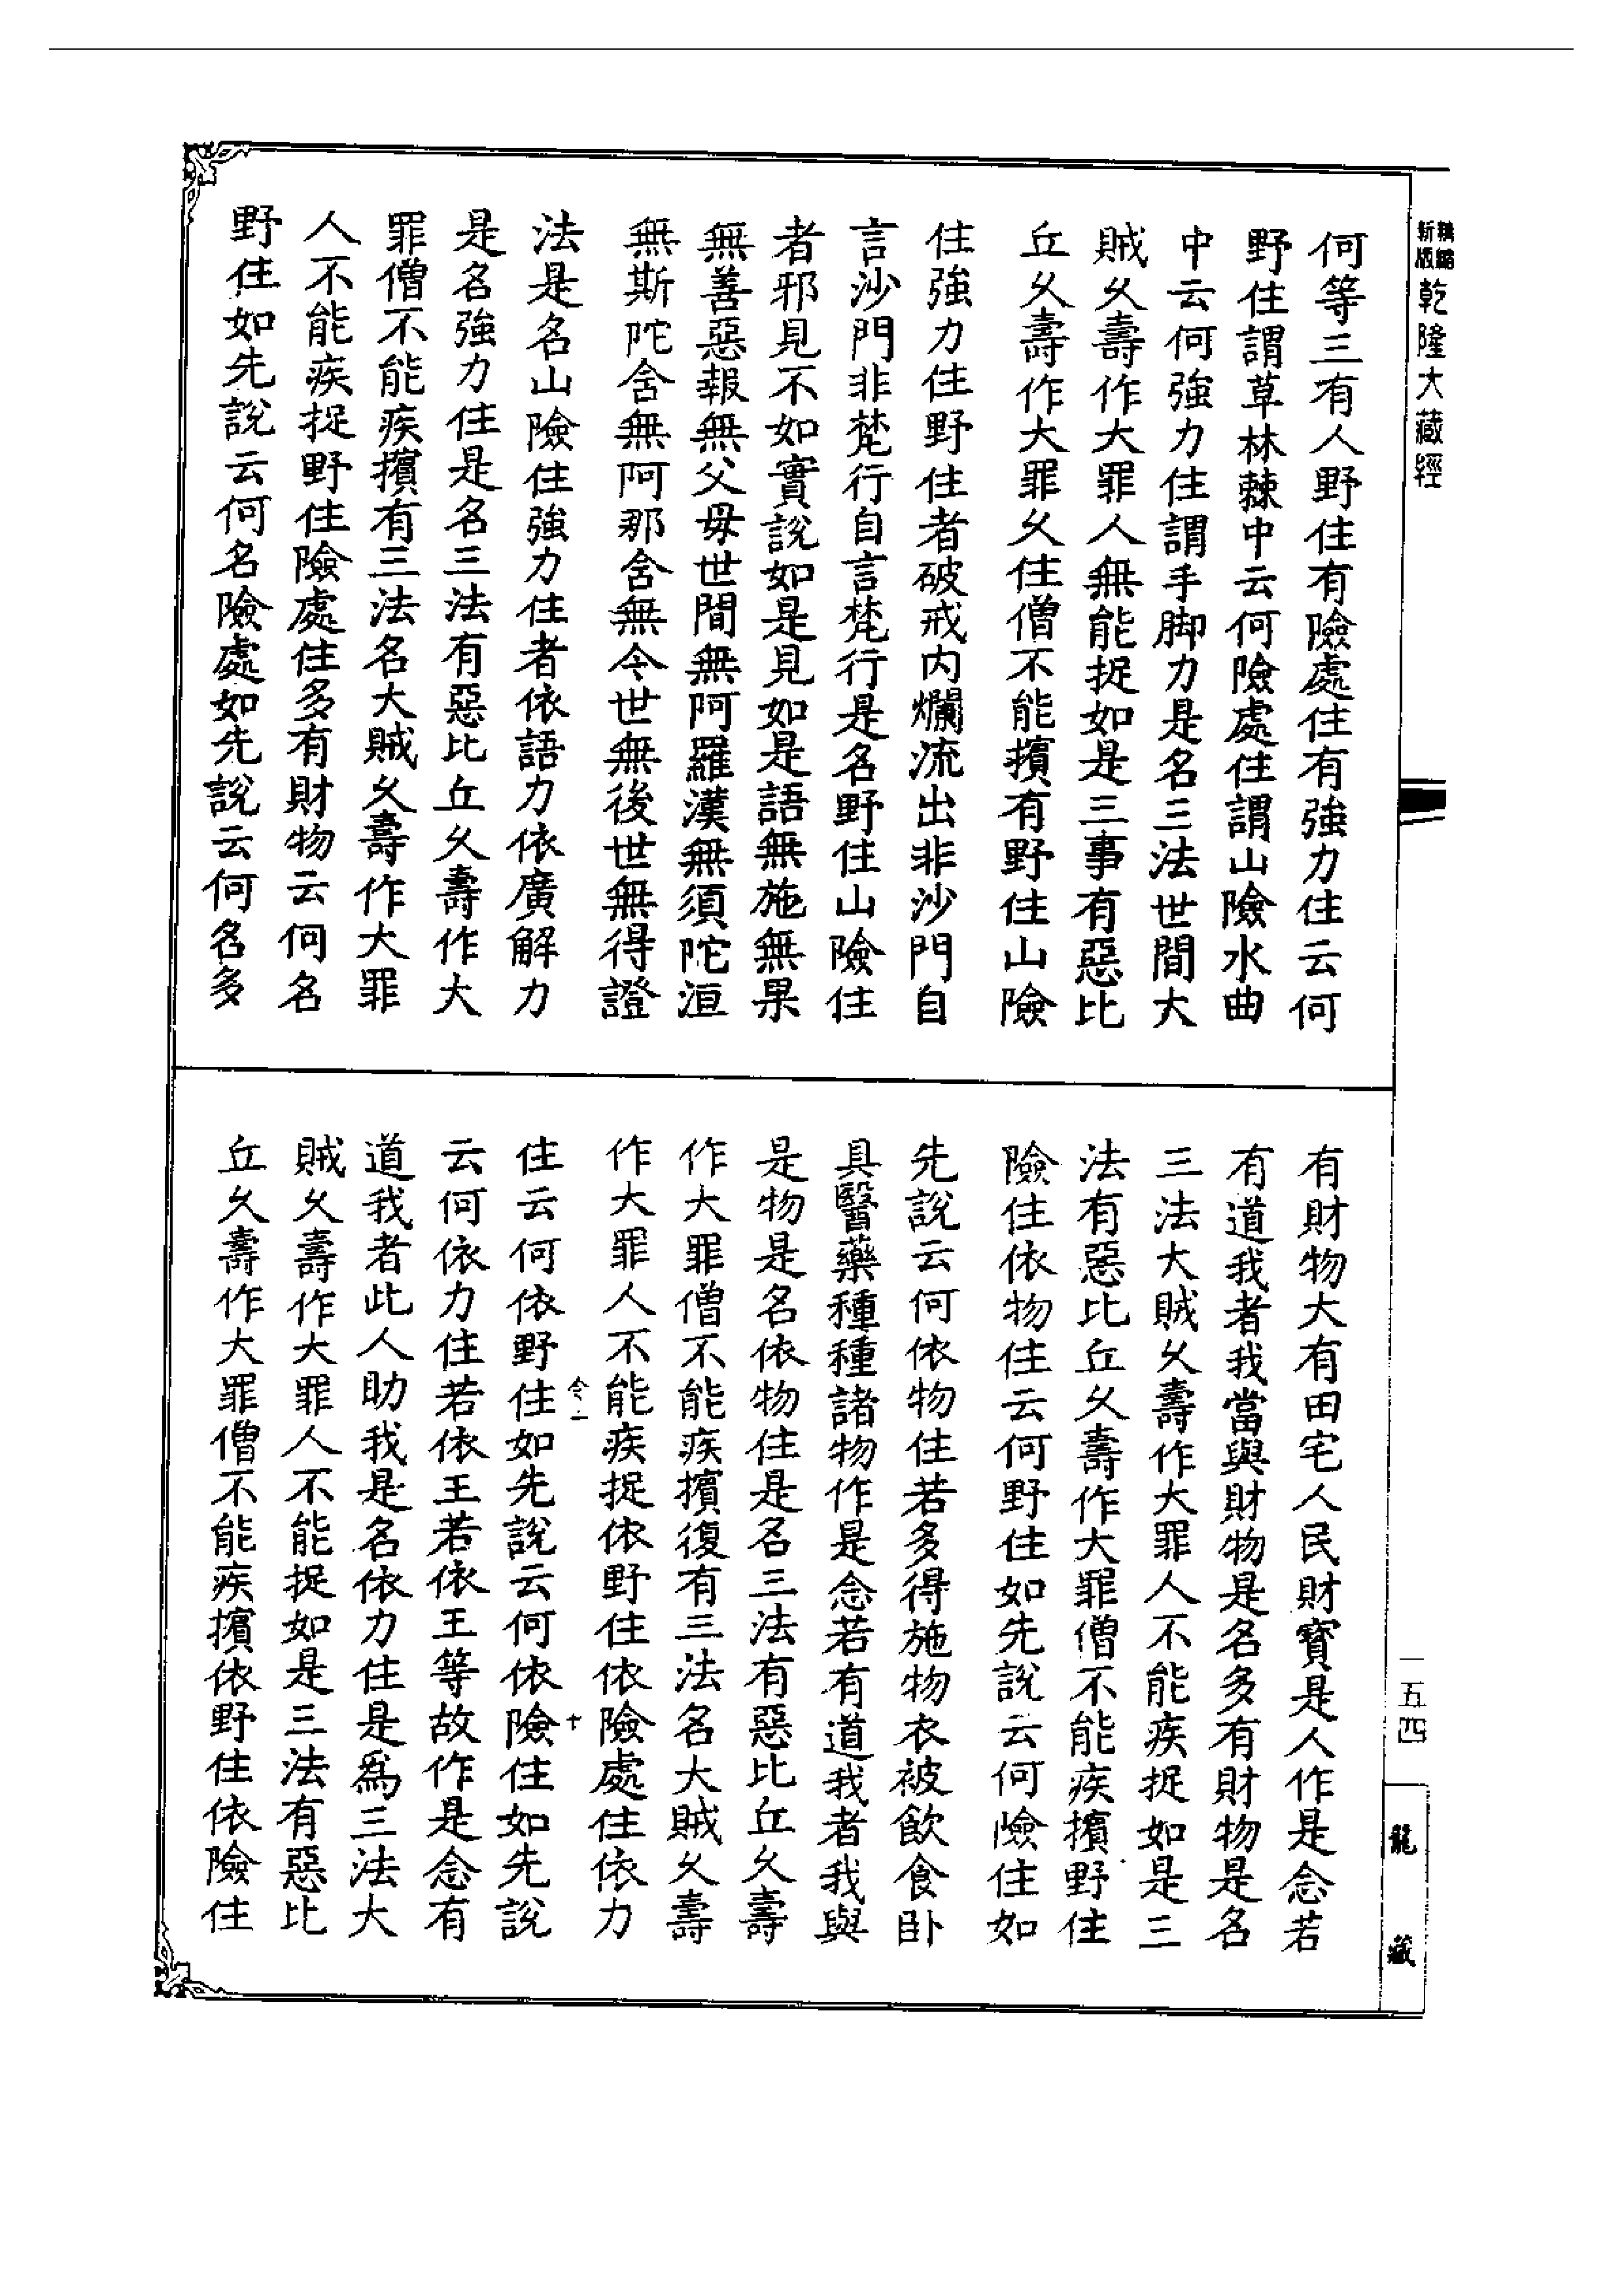 新版
精縮
乾隆大藏經
何等三有人野住有險處住有強力住云何
野住謂草林棘中云何險處住謂山險水曲
中云何強力住謂手脚力是名三法世間大
賊久壽作大罪人無能捉如是三事有惡比
丘久壽作大罪久住僧不能擯有野住山險
住強力住野住者破戒内爛流出非沙門自
言沙門非梵行自言梵行是名野住山險住
者邪見不如實說如是見如是語無施無果
無善惡報無父毋世間無阿羅漢無須陀洹
無斯陀含無阿那含無今世無後世無得證
法是名山險住強力住者依語力依廣解力
是名強力住是名三法有惡比丘久壽作大
罪僧不能疾擯有三法名大賊久壽作大罪
人不能疾捉野住險處住多有財物云何名
野住如先說云何名險處如先說云何名多
有財物大有田宅人民財寶是人作是念若
有道我者我當與財物是名多有財物是名
三法大賊久壽作大罪人不能疾捉如是三
法有惡比丘久壽作大罪僧不能疾擯野住
險住依物住云何野住如先說云何險住如
先說云何依物住若多得施物衣被飲食卧
具醫藥種種諸物作是念若有道我者我與
是物是名依物住是名三法有惡比丘久壽
作大罪僧不能疾擯復有三法名大賊久壽
作大罪人不能疾捉依野住依險處住依力
住云何依野住如先說云何依險住如先說
云何依力住若依王若依王等故作是念有
道我者此人助我是名依力住是爲三法大
賊久壽作大罪人不能捉如是三法有惡比
丘久壽作大罪僧不能疾擯依野住依險住
一五四
龍藏